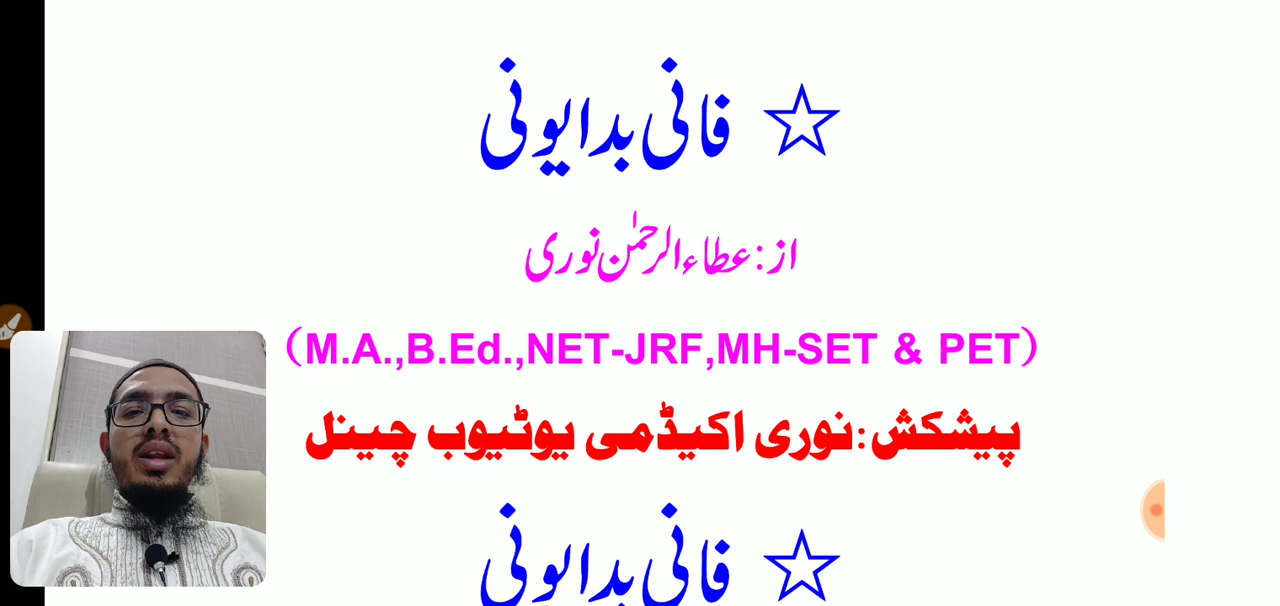 ☆ فانی بدایونی
از: عطاء الرحمٰن نوری
(M.A.,B.Ed.,NET-JRF,MH-SET & PET)
پیشکش: نوری اکیڈمی یوٹیوب چینل
☆ فانی بدایونی